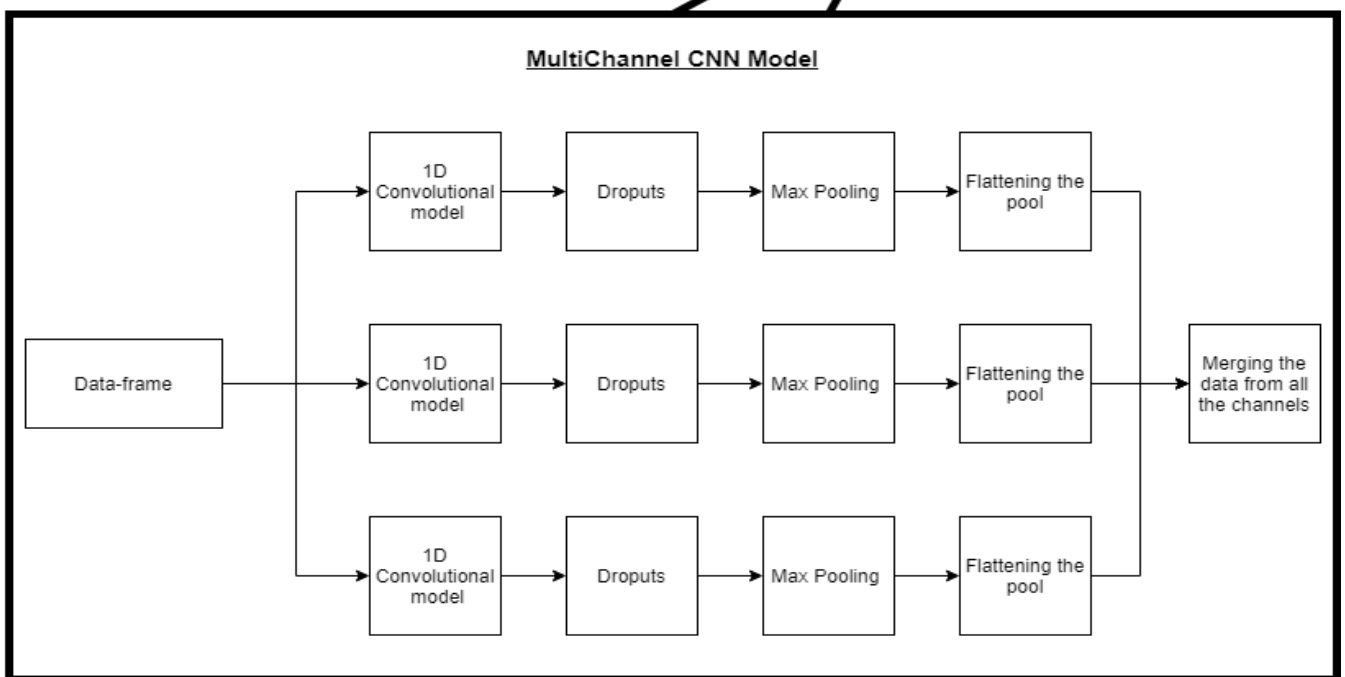 MultiChannel CNN Model
1D
Convolutional
model
Droputs
Max Pooling
Flattening the
pool
Data-frame
1D
Convolutional
model
Droputs
Max Pooling
Flattening the
pool
Merging the
data from all
the channels
1D
Convolutional
model
Droputs
Max Pooling
Flattening the
pool